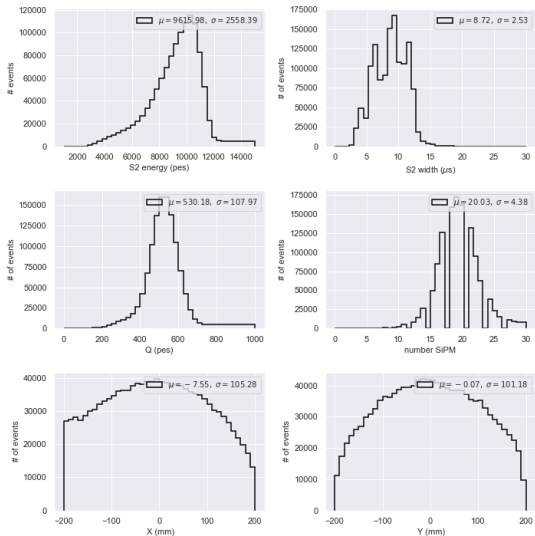 120000
100000
80000
60000
40000
20000
0
# of events
μ=9615.98, σ=2558.39
2000 4000 6000 8000 10000 12000 14000
S2 energy (pes)
175000
150000
125000
100000
75000
50000
25000
0
# of events
μ=8.72, σ=2.53
0 5 10 15 20 25 30
S2 width (μs)
150000
125000
100000
75000
50000
25000
0
# of events
μ=530.18, σ=107.97
0 200 400 600 800 1000
Q (pes)
175000
150000
125000
100000
75000
50000
25000
0
# of events
μ=20.03, σ=4.38
0 5 10 15 20 25 30
number SiPM
40000
30000
20000
10000
0
# of events
μ=−7.55, σ=105.28
−200 −100 0 100 200
X (mm)
40000
30000
20000
10000
0
# of events
μ=−0.07, σ=101.18
−200 −100 0 100 200
Y (mm)